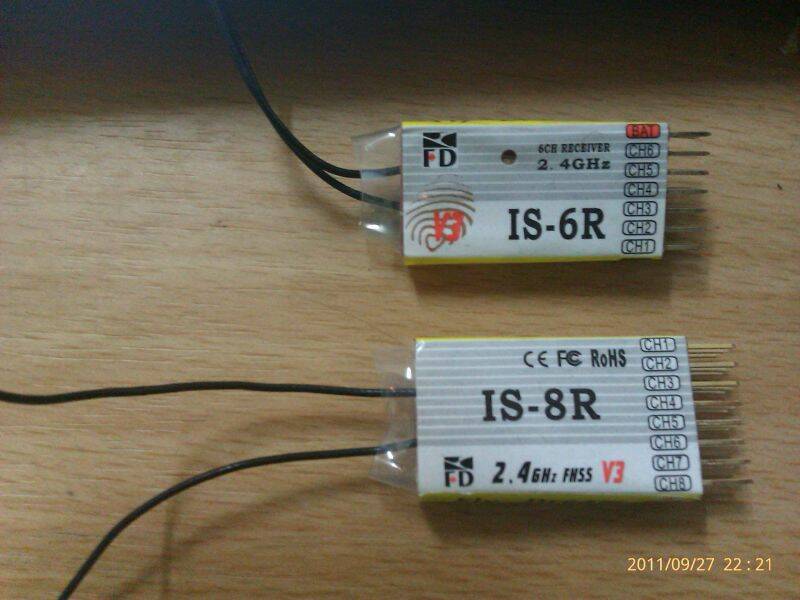 FD
6CH RECEIVER
2.4GHz
V3
IS-6R
BAT
CH6
CH5
CH4
CH3
CH2
CH1
CE FC RoHS
IS-8R
FD 2.4GHz FHSS V3
CH1
CH2
CH3
CH4
CH5
CH6
CH7
CH8
2011/09/27 22:21